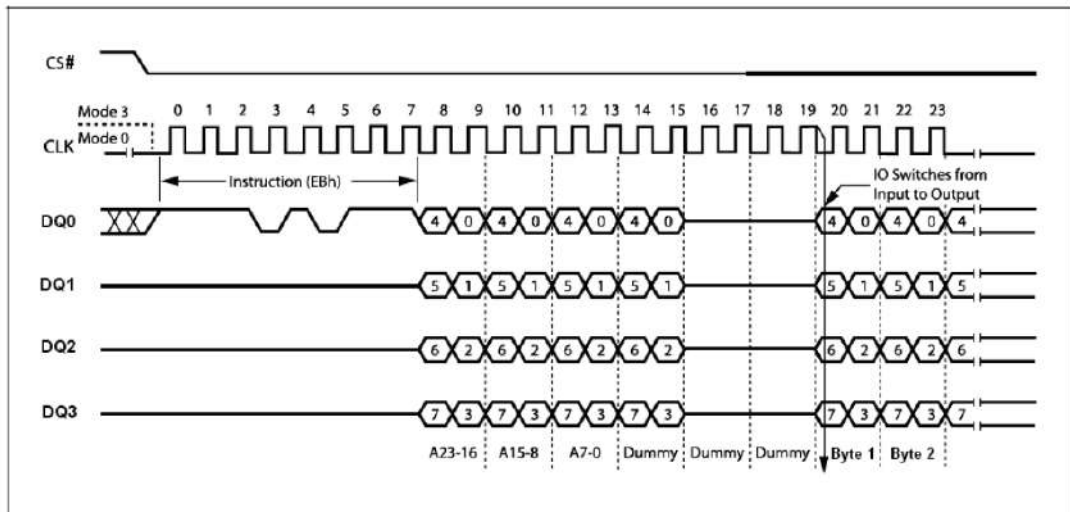 CS#
Mode 3
0 1 2 3 4 5 6 7 8 9 10 11 12 13 14 15 16 17 18 19 20 21 22 23
Mode 0
CLK
Instruction (EBh)
IO Switches from
Input to Output
DQ0
4 0 4 0 4 0 4 0 4 0 4 0 4
DQ1
5 1 5 1 5 1 5 1 5 1 5 1 5
DQ2
6 2 6 2 6 2 6 2 6 2 6 2 6
DQ3
7 3 7 3 7 3 7 3 7 3 7 3 7
A23-16 A15-8 A7-0 Dummy Dummy Dummy Byte 1 Byte 2